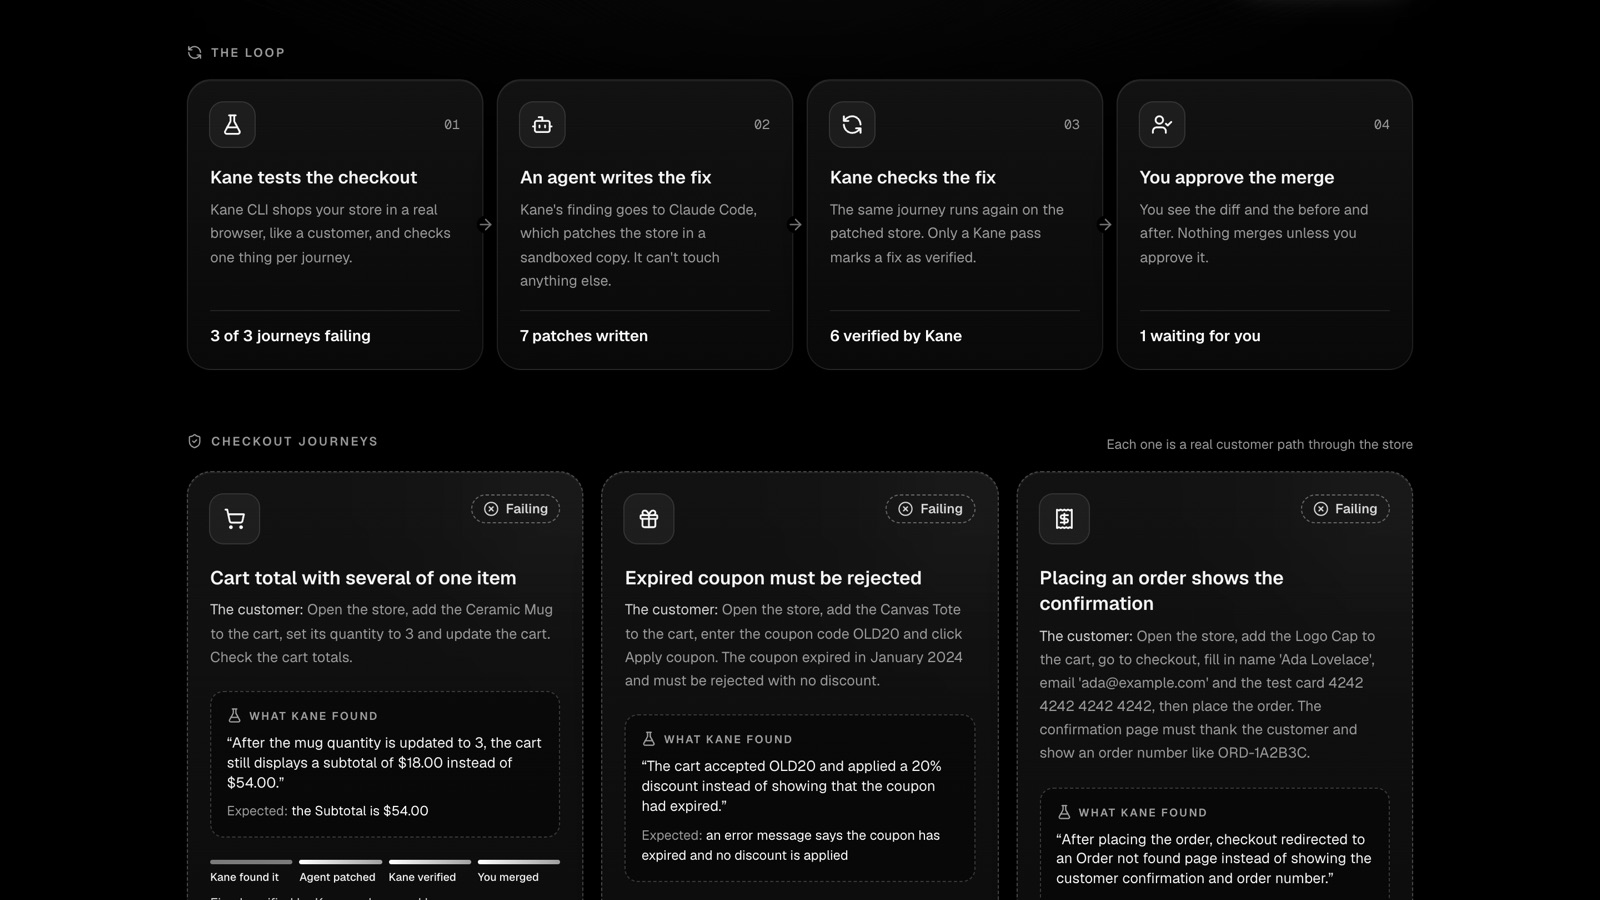 THE LOOP
01
Kane tests the checkout
Kane CLI shops your store in a real
browser, like a customer, and checks
one thing per journey.
3 of 3 journeys failing
02
An agent writes the fix
Kane's finding goes to Claude Code,
which patches the store in a
sandboxed copy. It can't touch
anything else.
7 patches written
03
Kane checks the fix
The same journey runs again on the
patched store. Only a Kane pass
marks a fix as verified.
6 verified by Kane
04
You approve the merge
You see the diff and the before and
after. Nothing merges unless you
approve it.
1 waiting for you
CHECKOUT JOURNEYS
Each one is a real customer path through the store
Failing
Cart total with several of one item
The customer: Open the store, add the Ceramic Mug
to the cart, set its quantity to 3 and update the cart.
Check the cart totals.
WHAT KANE FOUND
“After the mug quantity is updated to 3, the cart
still displays a subtotal of $18.00 instead of
$54.00.”
Expected: the Subtotal is $54.00
Kane found it
Agent patched
Kane verified
You merged
Failing
Expired coupon must be rejected
The customer: Open the store, add the Canvas Tote
to the cart, enter the coupon code OLD20 and click
Apply coupon. The coupon expired in January 2024
and must be rejected with no discount.
WHAT KANE FOUND
“The cart accepted OLD20 and applied a 20%
discount instead of showing that the coupon
had expired.”
Expected: an error message says the coupon has
expired and no discount is applied
Failing
Placing an order shows the
confirmation
The customer: Open the store, add the Logo Cap to
the cart, go to checkout, fill in name 'Ada Lovelace',
email 'ada@example.com' and the test card 4242
4242 4242 4242, then place the order. The
confirmation page must thank the customer and
show an order number like ORD-1A2B3C.
WHAT KANE FOUND
“After placing the order, checkout redirected to
an Order not found page instead of showing the
customer confirmation and order number.”